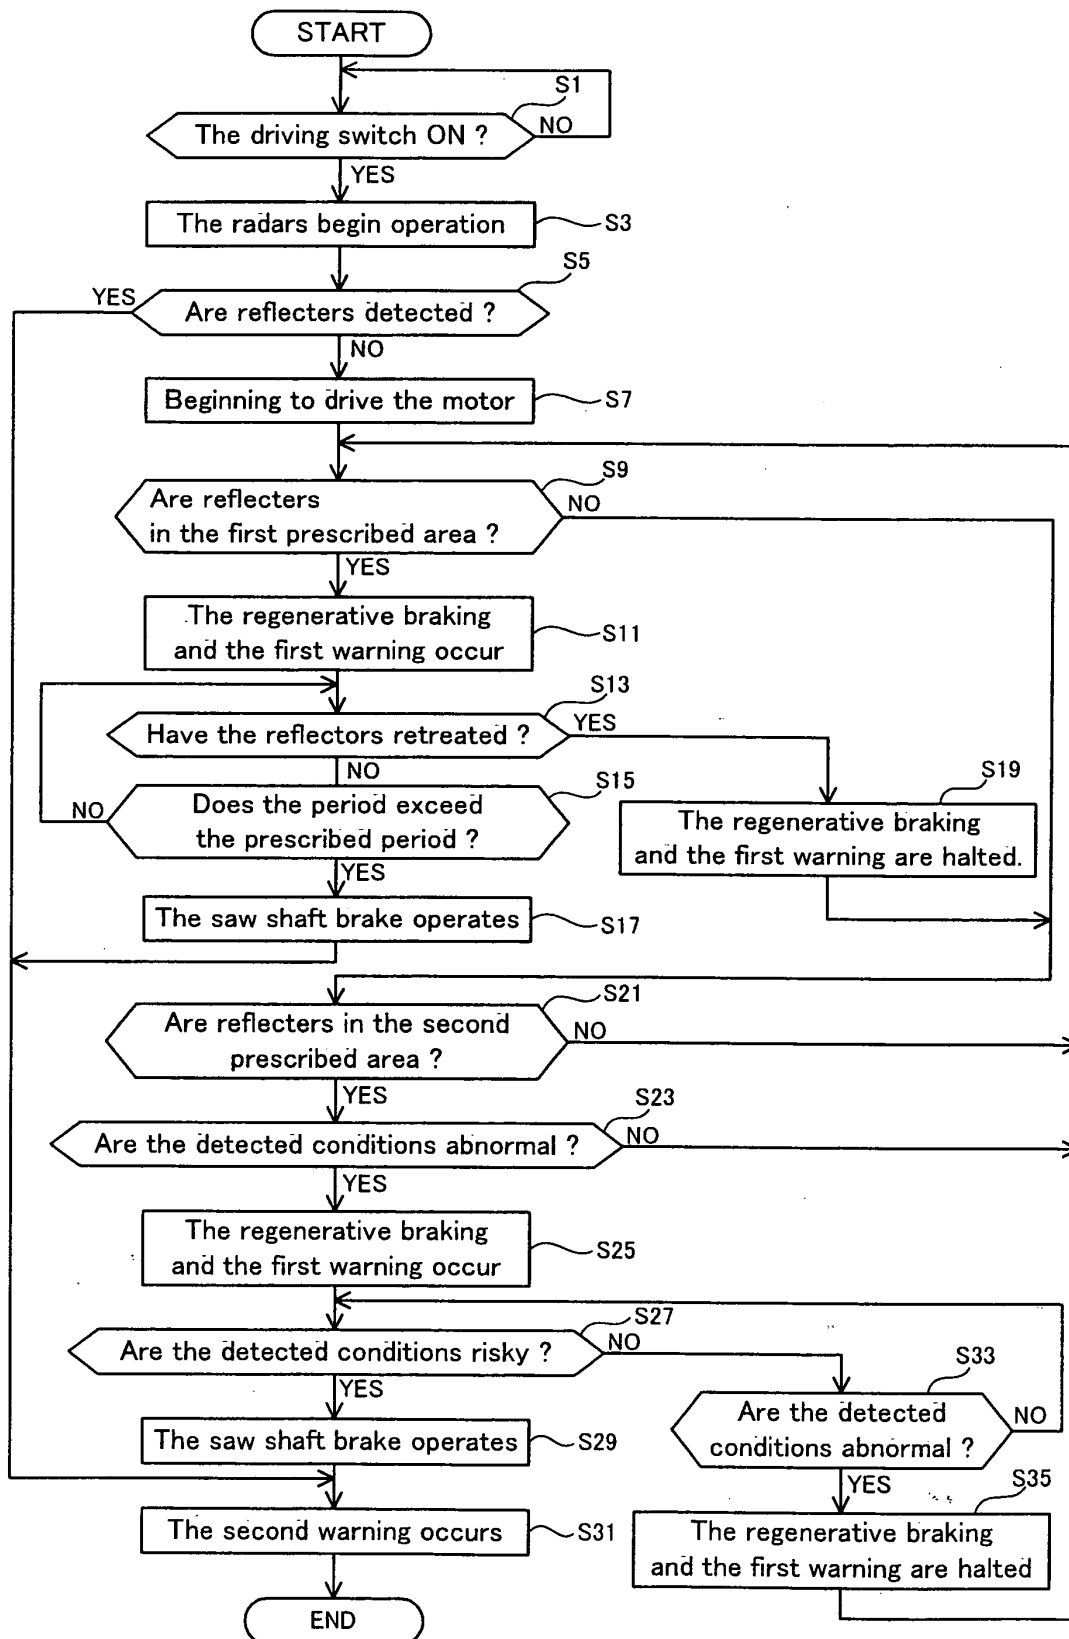 START
S1
The driving switch ON ?
NO
YES
The radars begin operation
S3
S5
YES
Are reflecters detected ?
NO
Beginning to drive the motor
S7
S9
Are reflecters
in the first prescribed area ?
NO
YES
The regenerative braking
and the first warning occur
S11
S13
Have the reflectors retreated ?
YES
NO
S15
Does the period exceed
the prescribed period ?
NO
YES
S19
The regenerative braking
and the first warning are halted.
The saw shaft brake operates
S17
S21
Are reflecters in the second
prescribed area ?
NO
YES
S23
Are the detected conditions abnormal ?
NO
YES
The regenerative braking
and the first warning occur
S25
S27
Are the detected conditions risky ?
NO
YES
S33
Are the detected
conditions abnormal ?
NO
YES
The saw shaft brake operates
S29
S35
The regenerative braking
and the first warning are halted
The second warning occurs
S31
END